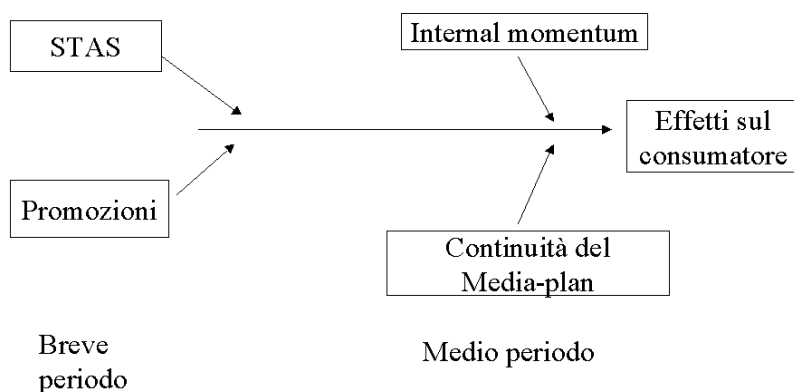 STAS
Internal momentum
Effetti sul
consumatore
Promozioni
Continuità del
Media-plan
Breve
periodo
Medio periodo